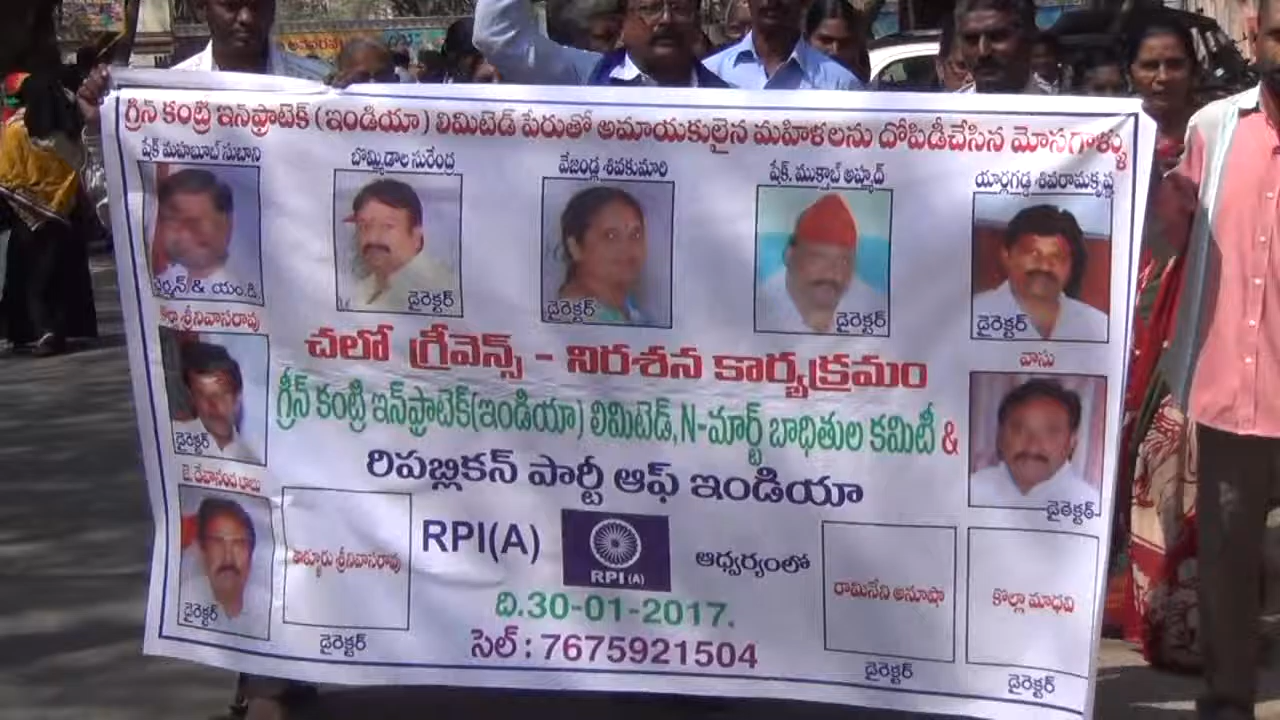 గ్రీన్ కంట్రి ఇన్‌ఫ్రాటెక్ (ఇండియా) లిమిటెడ్ పేరుతో అమాయకులైన మహిళలను దోపిడీచేసిన మోసగాళ్ళు
షేక్ మహబూబ్ సుభాని
బొమ్మిడాల సురేంద్ర
వేజండ్ల శివకుమారి
షేక్. ముక్తాబ్ అహ్మద్
యార్లగడ్డ శివరామకృష్ణ
ఛైర్మన్ & యం.డి.
డైరెక్టర్
డైరెక్టర్
డైరెక్టర్
డైరెక్టర్
కొల్లా శ్రీనివాసరావు
చలో గ్రీవెన్స్ - నిరశన కార్యక్రమం
వాసు
డైరెక్టర్
గ్రీన్ కంట్రి ఇన్‌ఫ్రాటెక్(ఇండియా) లిమిటెడ్, N-మార్ట్ బాధితుల కమిటీ &
డైరెక్టర్
రిపబ్లికన్ పార్టీ ఆఫ్ ఇండియా
జె. దేవానంద బాబు
డైరెక్టర్
శ్రీనివాసరావు
డైరెక్టర్
RPI(A)
RPI (A)
ఆధ్వర్యంలో
రామినేని అనూషా
డైరెక్టర్
కొల్లా మాధవి
డైరెక్టర్
ది.30-01-2017.
సెల్ : 7675921504